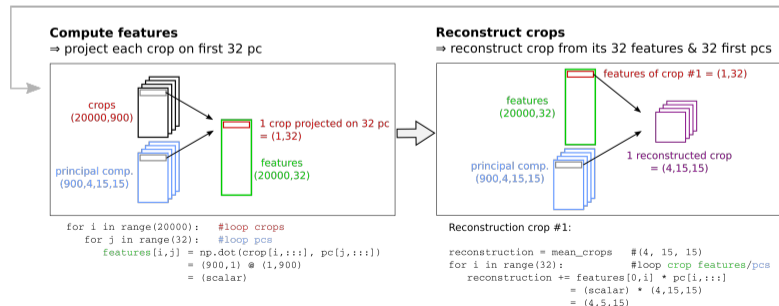 Compute features
⇒ project each crop on first 32 pc
crops
(20000,900)
1 crop projected on 32 pc
= (1,32)
principal comp.
(900,4,15,15)
features
(20000,32)
for i in range(20000):   #loop crops
for j in range(32):   #loop pcs
features[i,j] = np.dot(crop[i,:::], pc[j,:::])
= (900,1) @ (1,900)
= (scalar)
Reconstruct crops
⇒ reconstruct crop from its 32 features & 32 first pcs
features of crop #1 = (1,32)
features
(20000,32)
principal comp.
(900,4,15,15)
1 reconstructed crop
= (4,15,15)
Reconstruction crop #1:
reconstruction = mean_crops   #(4, 15, 15)
for i in range(32):   #loop crop features/pcs
reconstruction += features[0,i] * pc[i,:::]
= (scalar) * (4,15,15)
= (4,5,15)